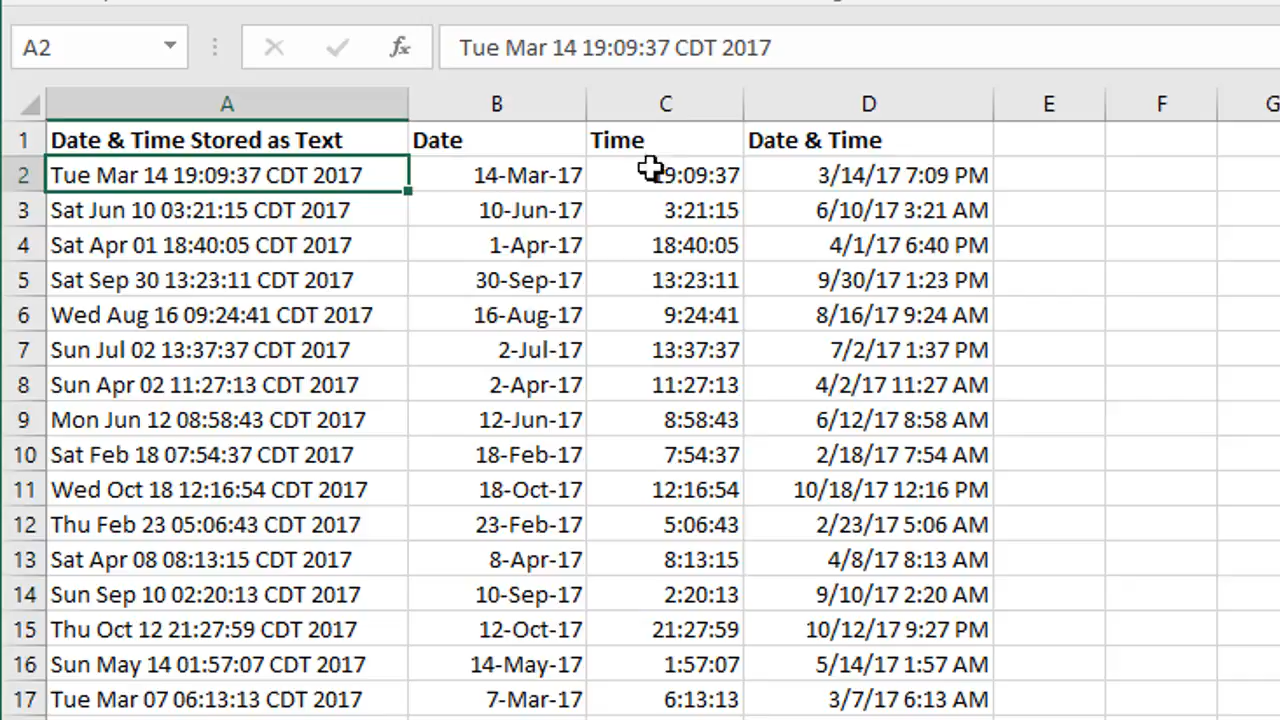 A2 fx Tue Mar 14 19:09:37 CDT 2017
A B C D E F G
1 Date & Time Stored as Text Date Time Date & Time
2 Tue Mar 14 19:09:37 CDT 2017 14-Mar-17 19:09:37 3/14/17 7:09 PM
3 Sat Jun 10 03:21:15 CDT 2017 10-Jun-17 3:21:15 6/10/17 3:21 AM
4 Sat Apr 01 18:40:05 CDT 2017 1-Apr-17 18:40:05 4/1/17 6:40 PM
5 Sat Sep 30 13:23:11 CDT 2017 30-Sep-17 13:23:11 9/30/17 1:23 PM
6 Wed Aug 16 09:24:41 CDT 2017 16-Aug-17 9:24:41 8/16/17 9:24 AM
7 Sun Jul 02 13:37:37 CDT 2017 2-Jul-17 13:37:37 7/2/17 1:37 PM
8 Sun Apr 02 11:27:13 CDT 2017 2-Apr-17 11:27:13 4/2/17 11:27 AM
9 Mon Jun 12 08:58:43 CDT 2017 12-Jun-17 8:58:43 6/12/17 8:58 AM
10 Sat Feb 18 07:54:37 CDT 2017 18-Feb-17 7:54:37 2/18/17 7:54 AM
11 Wed Oct 18 12:16:54 CDT 2017 18-Oct-17 12:16:54 10/18/17 12:16 PM
12 Thu Feb 23 05:06:43 CDT 2017 23-Feb-17 5:06:43 2/23/17 5:06 AM
13 Sat Apr 08 08:13:15 CDT 2017 8-Apr-17 8:13:15 4/8/17 8:13 AM
14 Sun Sep 10 02:20:13 CDT 2017 10-Sep-17 2:20:13 9/10/17 2:20 AM
15 Thu Oct 12 21:27:59 CDT 2017 12-Oct-17 21:27:59 10/12/17 9:27 PM
16 Sun May 14 01:57:07 CDT 2017 14-May-17 1:57:07 5/14/17 1:57 AM
17 Tue Mar 07 06:13:13 CDT 2017 7-Mar-17 6:13:13 3/7/17 6:13 AM